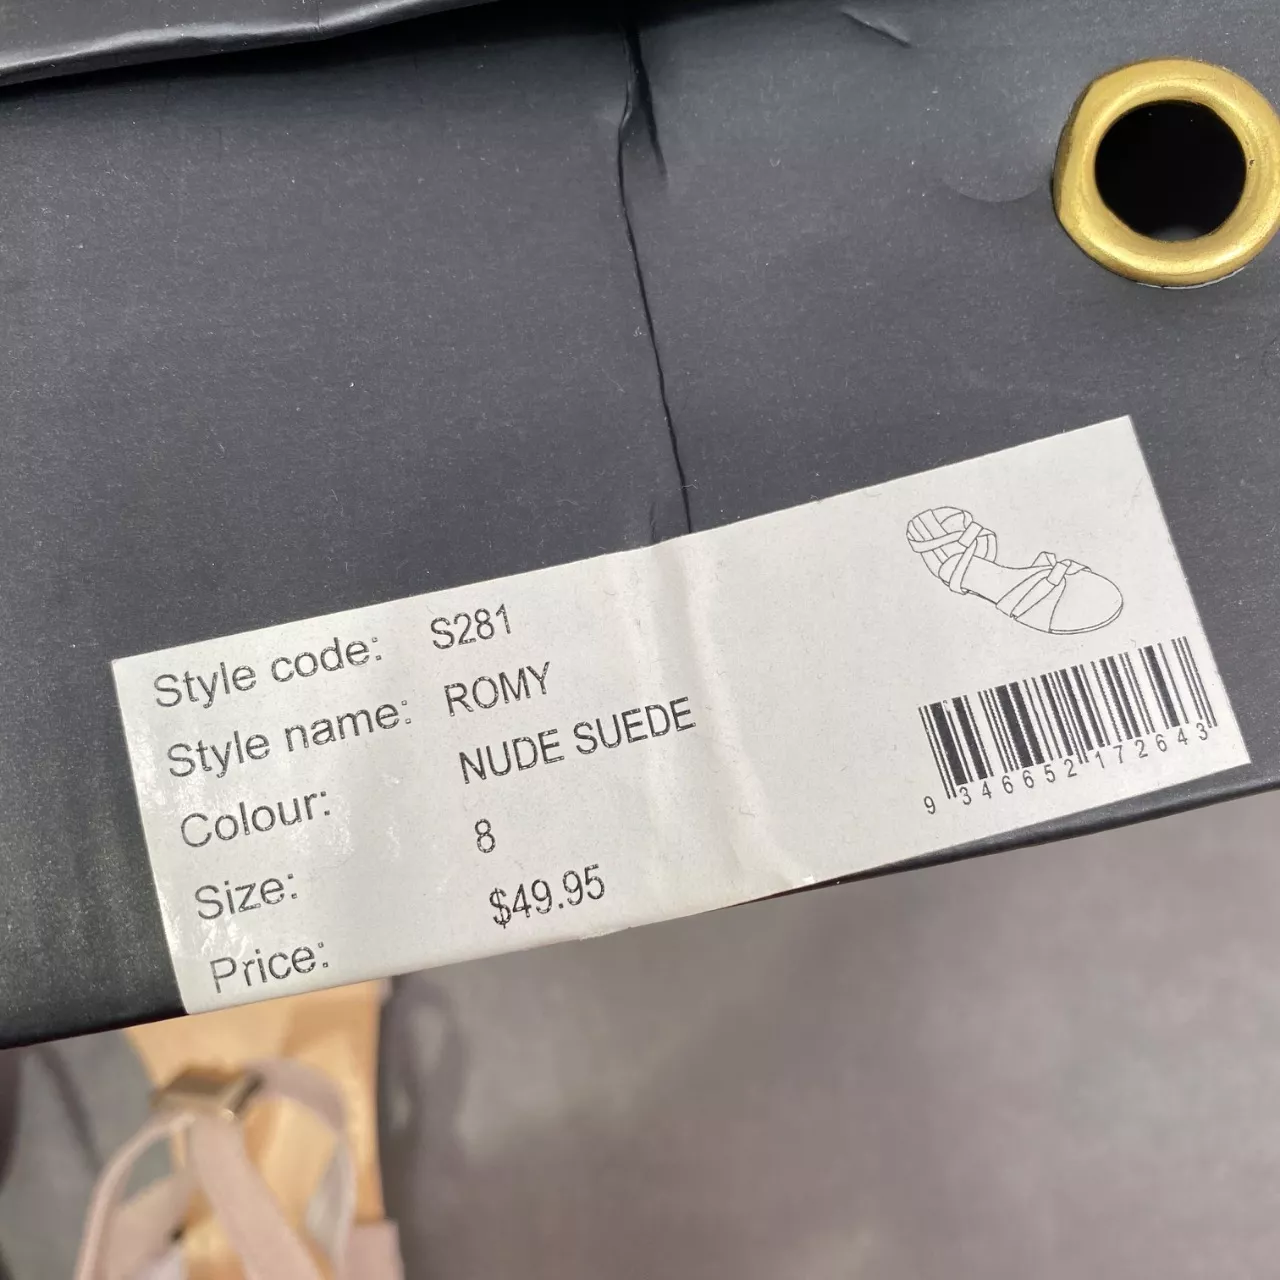 Style code: S281
Style name: ROMY
Colour: NUDE SUEDE
Size: 8
Price: $49.95
9 346652 172643